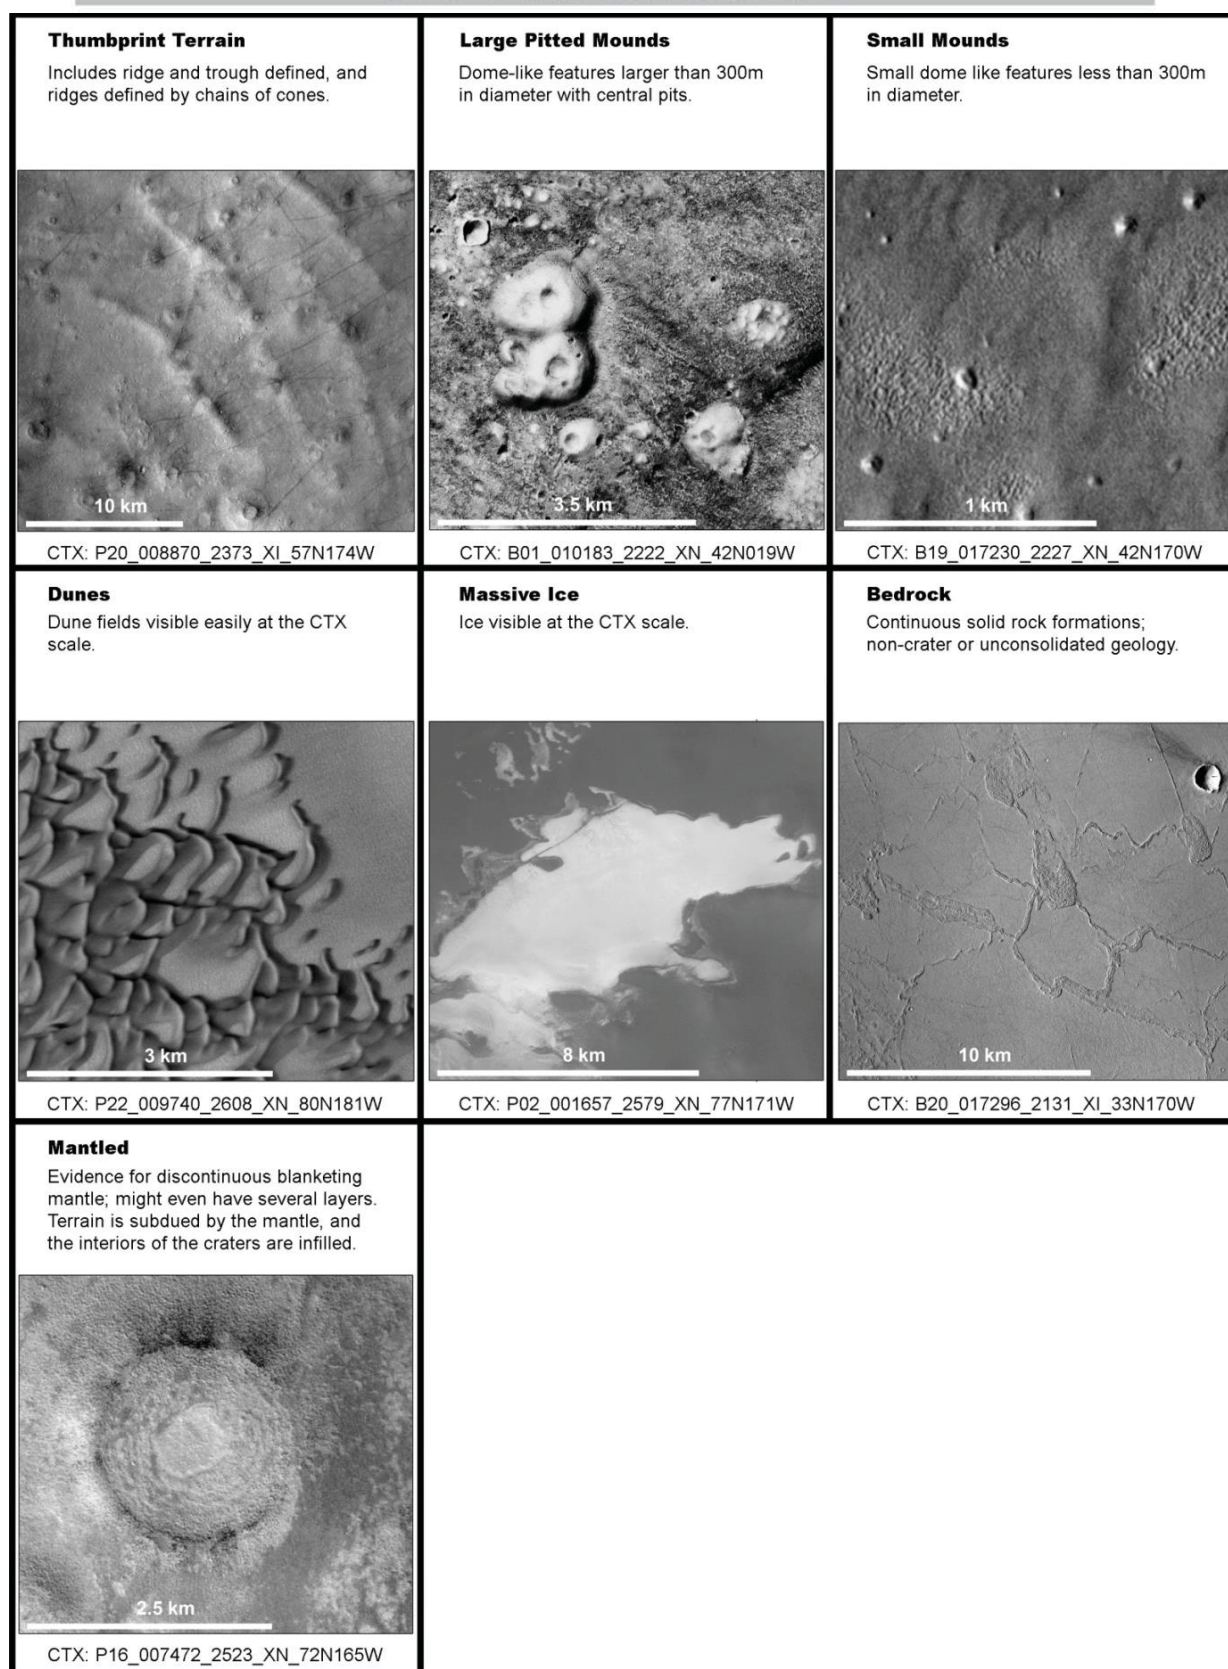 Thumbprint Terrain
Includes ridge and trough defined, and
ridges defined by chains of cones.
10 km
CTX: P20_008870_2373_XI_57N174W
Large Pitted Mounds
Dome-like features larger than 300m
in diameter with central pits.
3.5 km
CTX: B01_010183_2222_XN_42N019W
Small Mounds
Small dome like features less than 300m
in diameter.
1 km
CTX: B19_017230_2227_XN_42N170W
Dunes
Dune fields visible easily at the CTX
scale.
3 km
CTX: P22_009740_2608_XN_80N181W
Massive Ice
Ice visible at the CTX scale.
8 km
CTX: P02_001657_2579_XN_77N171W
Bedrock
Continuous solid rock formations;
non-crater or unconsolidated geology.
10 km
CTX: B20_017296_2131_XI_33N170W
Mantled
Evidence for discontinuous blanketing
mantle; might even have several layers.
Terrain is subdued by the mantle, and
the interiors of the craters are infilled.
2.5 km
CTX: P16_007472_2523_XN_72N165W